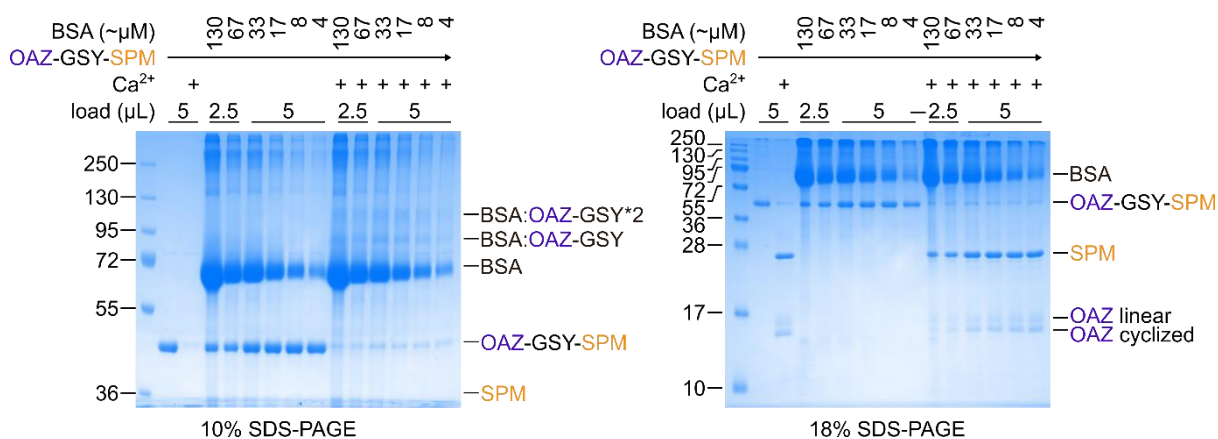 BSA (~µM) 130 67 33 17 8 4 130 67 33 17 8 4
OAZ-GSY-SPM
Ca2+ + + + + + + +
load (µL) 5 2.5 5 2.5 5
250
130
95
72
55
36
BSA:OAZ-GSY*2
BSA:OAZ-GSY
BSA
OAZ-GSY-SPM
SPM
10% SDS-PAGE
BSA (~µM) 130 67 33 17 8 4 130 67 33 17 8 4
OAZ-GSY-SPM
Ca2+ + + + + + + +
load (µL) 5 2.5 5 2.5 5
250
130
95
72
55
36
28
17
10
BSA
OAZ-GSY-SPM
SPM
OAZ linear
OAZ cyclized
18% SDS-PAGE